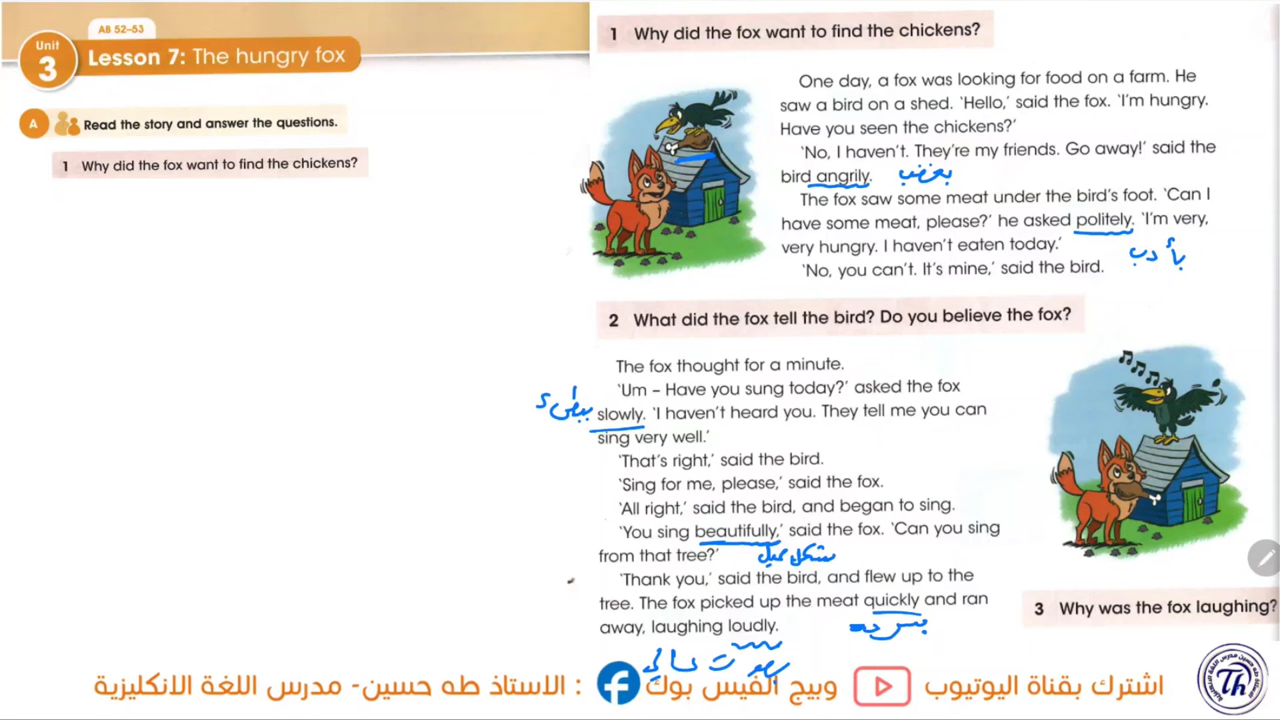 AB 52–53
Unit
3
Lesson 7: The hungry fox
A
Read the story and answer the questions.
1 Why did the fox want to find the chickens?
1 Why did the fox want to find the chickens?
One day, a fox was looking for food on a farm. He
saw a bird on a shed. ‘Hello,’ said the fox. ‘I’m hungry.
Have you seen the chickens?’
‘No, I haven’t. They’re my friends. Go away!’ said the
bird angrily. بغضب
The fox saw some meat under the bird’s foot. ‘Can I
have some meat, please?’ he asked politely. ‘I’m very,
very hungry. I haven’t eaten today.’
بأدب
‘No, you can’t. It’s mine,’ said the bird.
2 What did the fox tell the bird? Do you believe the fox?
The fox thought for a minute.
‘Um – Have you sung today?’ asked the fox
ببطىء slowly. ‘I haven’t heard you. They tell me you can
sing very well.’
‘That’s right,’ said the bird.
‘Sing for me, please,’ said the fox.
‘All right,’ said the bird, and began to sing.
‘You sing beautifully,’ said the fox. ‘Can you sing
from that tree?’ بشكل جميل
‘Thank you,’ said the bird, and flew up to the
tree. The fox picked up the meat quickly and ran
away, laughing loudly. بسرعة
بصوت عالي
3 Why was the fox laughing?
اشترك بقناة اليوتيوب وبيج الفيس بوك : الاستاذ طه حسين- مدرس اللغة الانكليزية
Th